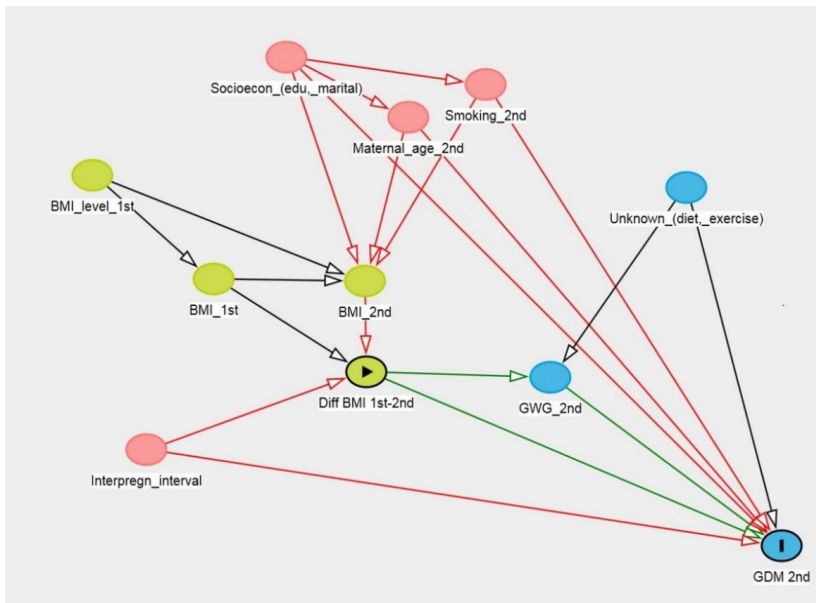 Socioecon_(edu,_marital)
Smoking_2nd
Maternal_age_2nd
BMI_level_1st
Unknown_(diet,_exercise)
BMI_1st
BMI_2nd
Diff BMI 1st-2nd
GWG_2nd
Interpregn_interval
GDM 2nd